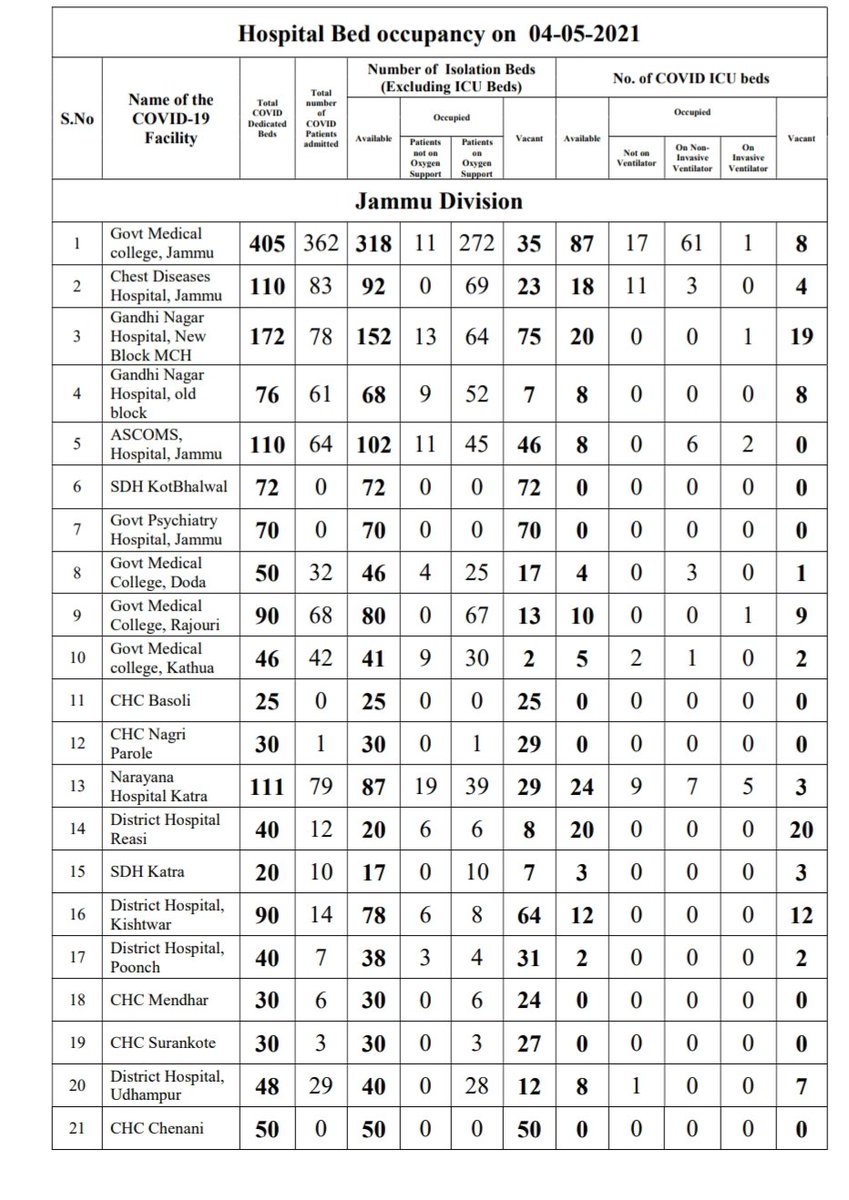 Hospital Bed occupancy on 04-05-2021
S.No
Name of the
COVID-19
Facility
Total
COVID
Dedicated
Beds
Total
number
of
COVID
Patients
admitted
Number of Isolation Beds
(Excluding ICU Beds)
No. of COVID ICU beds
Available
Occupied
Patients
not on
Oxygen
Support
Patients
on
Oxygen
Support
Vacant
Available
Occupied
Not on
Ventilator
On Non-
Invasive
Ventilator
On
Invasive
Ventilator
Vacant
Jammu Division
1 Govt Medical
college, Jammu 405 362 318 11 272 35 87 17 61 1 8
2 Chest Diseases
Hospital, Jammu 110 83 92 0 69 23 18 11 3 0 4
3 Gandhi Nagar
Hospital, New
Block MCH 172 78 152 13 64 75 20 0 0 1 19
4 Gandhi Nagar
Hospital, old
block 76 61 68 9 52 7 8 0 0 0 8
5 ASCOMS,
Hospital, Jammu 110 64 102 11 45 46 8 0 6 2 0
6 SDH KotBhalwal 72 0 72 0 0 72 0 0 0 0 0
7 Govt Psychiatry
Hospital, Jammu 70 0 70 0 0 70 0 0 0 0 0
8 Govt Medical
College, Doda 50 32 46 4 25 17 4 0 3 0 1
9 Govt Medical
College, Rajouri 90 68 80 0 67 13 10 0 0 1 9
10 Govt Medical
college, Kathua 46 42 41 9 30 2 5 2 1 0 2
11 CHC Basoli 25 0 25 0 0 25 0 0 0 0 0
12 CHC Nagri
Parole 30 1 30 0 1 29 0 0 0 0 0
13 Narayana
Hospital Katra 111 79 87 19 39 29 24 9 7 5 3
14 District Hospital
Reasi 40 12 20 6 6 8 20 0 0 0 20
15 SDH Katra 20 10 17 0 10 7 3 0 0 0 3
16 District Hospital,
Kishtwar 90 14 78 6 8 64 12 0 0 0 12
17 District Hospital,
Poonch 40 7 38 3 4 31 2 0 0 0 2
18 CHC Mendhar 30 6 30 0 6 24 0 0 0 0 0
19 CHC Surankote 30 3 30 0 3 27 0 0 0 0 0
20 District Hospital,
Udhampur 48 29 40 0 28 12 8 1 0 0 7
21 CHC Chenani 50 0 50 0 0 50 0 0 0 0 0